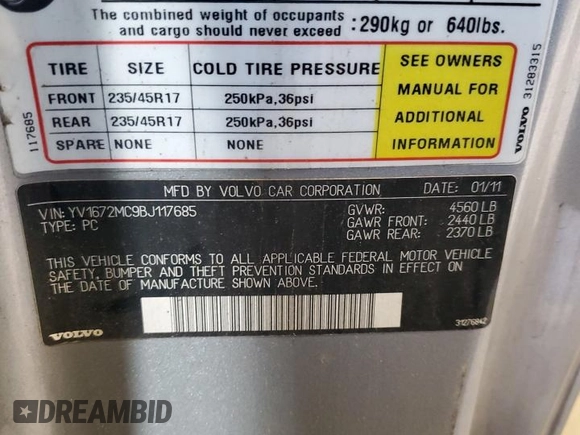 The combined weight of occupants
and cargo should never exceed :290kg or 640lbs.
TIRE SIZE COLD TIRE PRESSURE
SEE OWNERS
MANUAL FOR
ADDITIONAL
INFORMATION
FRONT 235/45R17 250kPa,36psi
REAR 235/45R17 250kPa,36psi
SPARE NONE NONE
117685
VOLVO 31283315
MFD BY VOLVO CAR CORPORATION DATE: 01/11
VIN: YV1672MC9BJ117685
TYPE: PC
GVWR: 4560 LB
GAWR FRONT: 2440 LB
GAWR REAR: 2370 LB
THIS VEHICLE CONFORMS TO ALL APPLICABLE FEDERAL MOTOR VEHICLE
SAFETY, BUMPER AND THEFT PREVENTION STANDARDS IN EFFECT ON
THE DATE OF MANUFACTURE SHOWN ABOVE.
VOLVO
31276842
DREAMBID